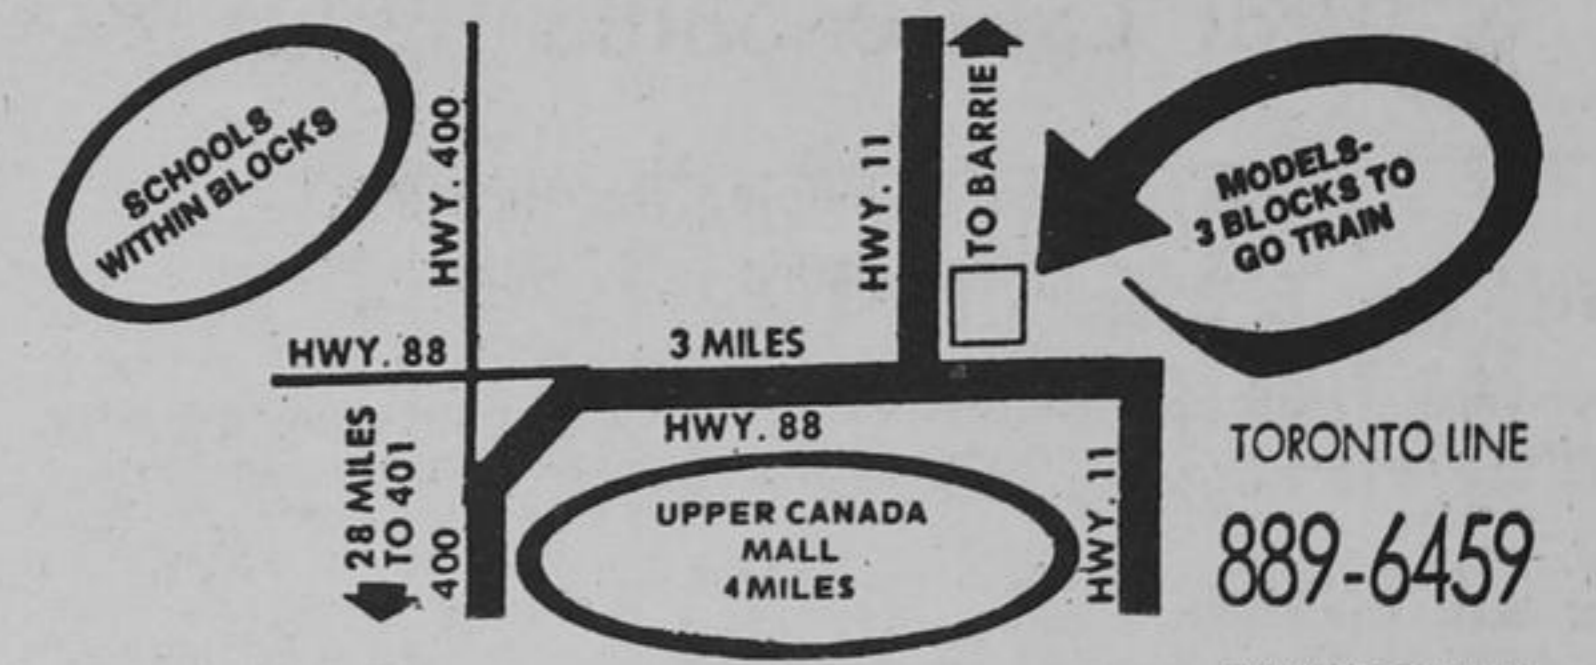 SCHOOLS
WITHIN BLOCKS
HWY. 400
HWY. 11
TO BARRIE
MODELS-
3 BLOCKS TO
GO TRAIN
HWY. 88
3 MILES
HWY. 88
28 MILES
TO 401
400
UPPER CANADA
MALL
4 MILES
HWY. 11
TORONTO LINE
889-6459